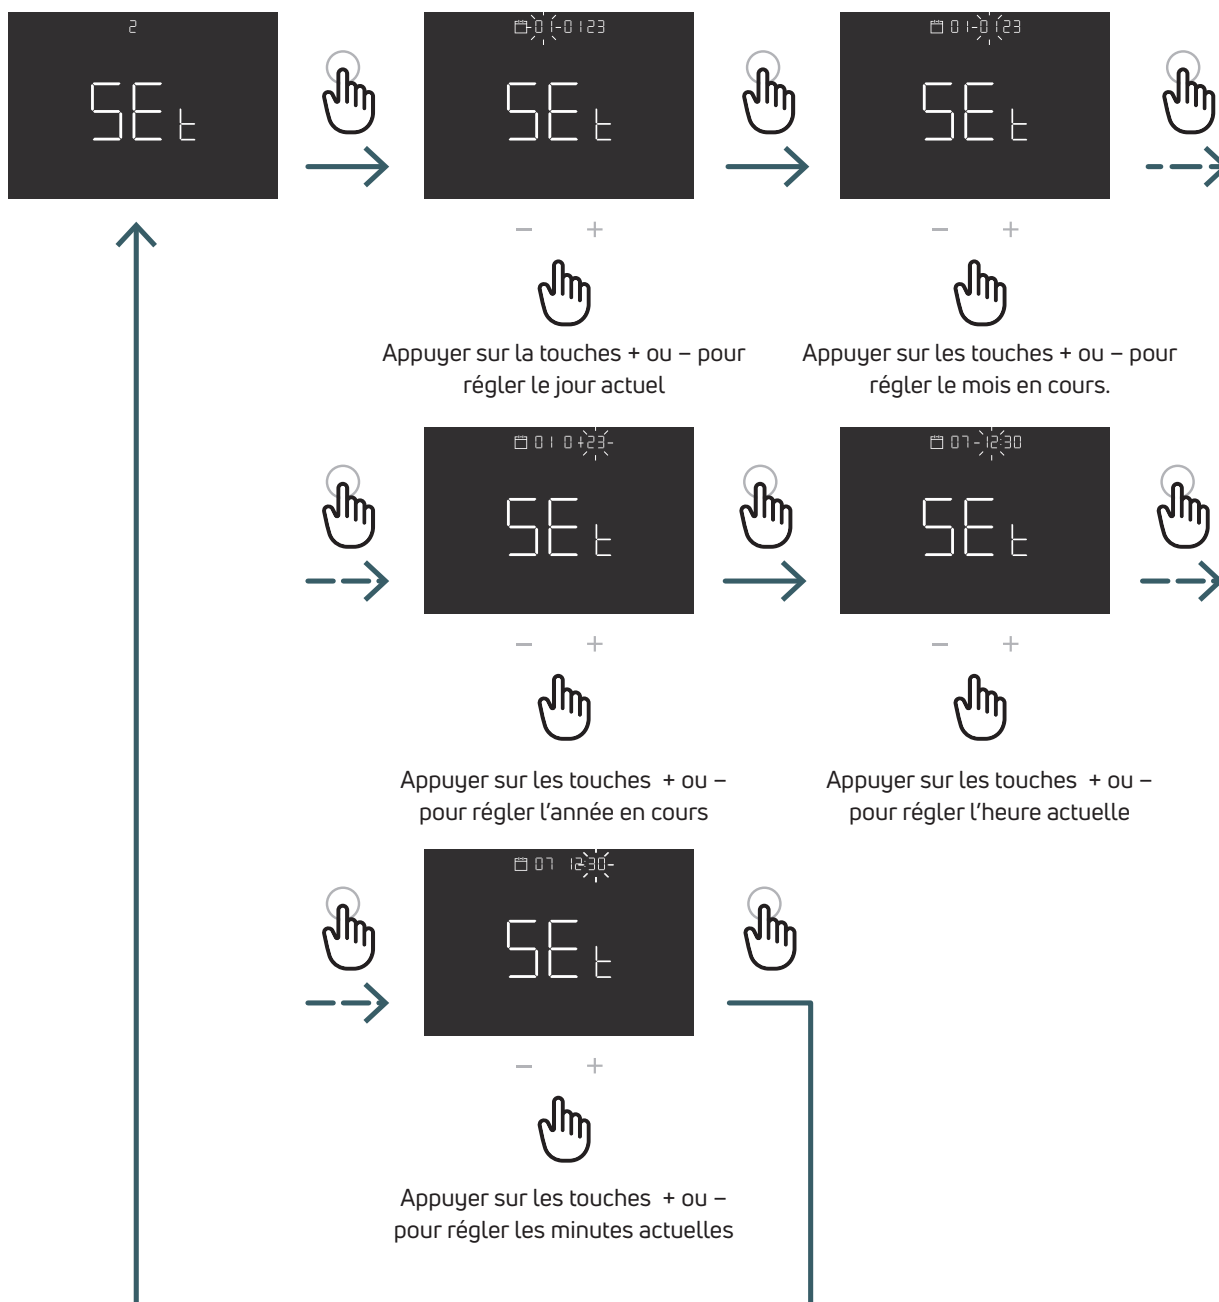 2
SEt
01-0123
SEt
01-0123
SEt
− +
− +
Appuyer sur la touches + ou – pour
régler le jour actuel
Appuyer sur les touches + ou – pour
régler le mois en cours.
01 0123
SEt
07-12:30
SEt
− +
− +
Appuyer sur les touches + ou –
pour régler l'année en cours
Appuyer sur les touches + ou –
pour régler l'heure actuelle
07 12:30
SEt
− +
Appuyer sur les touches + ou –
pour régler les minutes actuelles